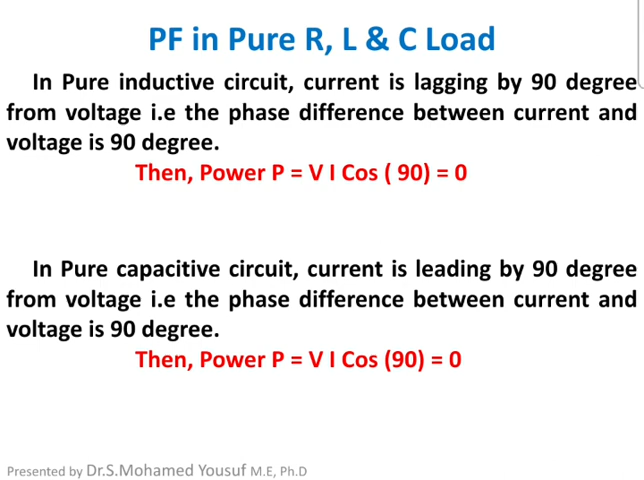 PF in Pure R, L & C Load
In Pure inductive circuit, current is lagging by 90 degree
from voltage i.e the phase difference between current and
voltage is 90 degree.
Then, Power P = V I Cos ( 90) = 0
In Pure capacitive circuit, current is leading by 90 degree
from voltage i.e the phase difference between current and
voltage is 90 degree.
Then, Power P = V I Cos (90) = 0
Presented by Dr.S.Mohamed Yousuf M.E, Ph.D